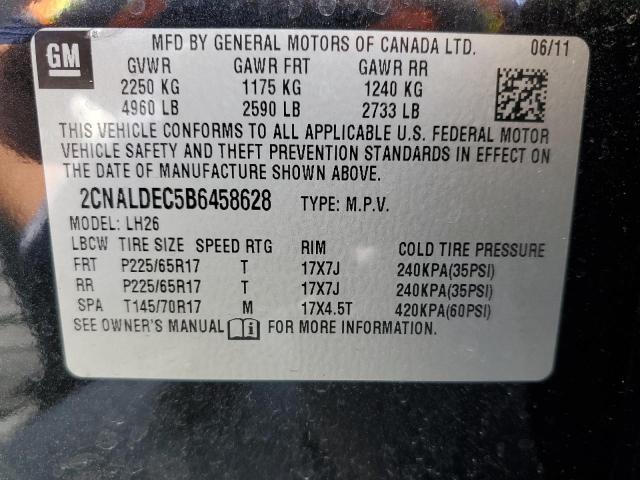 GM
MFD BY GENERAL MOTORS OF CANADA LTD. 06/11
GVWR GAWR FRT GAWR RR
2250 KG 1175 KG 1240 KG
4960 LB 2590 LB 2733 LB
THIS VEHICLE CONFORMS TO ALL APPLICABLE U.S. FEDERAL MOTOR
VEHICLE SAFETY AND THEFT PREVENTION STANDARDS IN EFFECT ON
THE DATE OF MANUFACTURE SHOWN ABOVE.
2CNALDEC5B6458628 TYPE: M.P.V.
MODEL: LH26
LBCW TIRE SIZE SPEED RTG RIM COLD TIRE PRESSURE
FRT P225/65R17 T 17X7J 240KPA(35PSI)
RR P225/65R17 T 17X7J 240KPA(35PSI)
SPA T145/70R17 M 17X4.5T 420KPA(60PSI)
SEE OWNER'S MANUAL i FOR MORE INFORMATION.